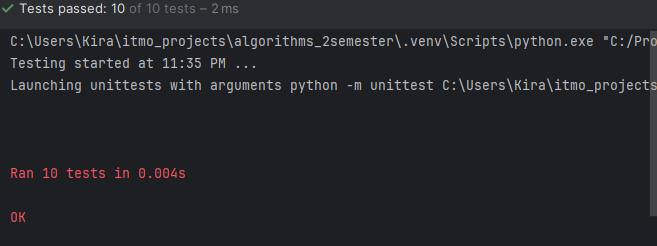 Tests passed: 10 of 10 tests – 2 ms
C:\Users\Kira\itmo_projects\algorithms_2semester\.venv\Scripts\python.exe "C:/Pro
Testing started at 11:35 PM ...
Launching unittests with arguments python -m unittest C:\Users\Kira\itmo_projects
Ran 10 tests in 0.004s
OK